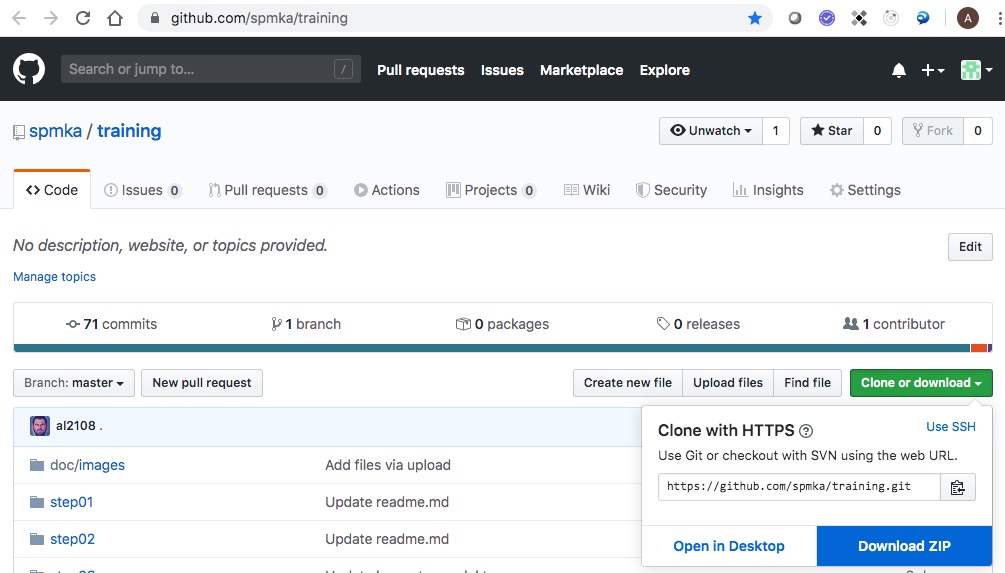 github.com/spmka/training
A
Search or jump to... /
Pull requests Issues Marketplace Explore
spmka / training
Unwatch 1 Star 0 Fork 0
Code Issues 0 Pull requests 0 Actions Projects 0 Wiki Security Insights Settings
No description, website, or topics provided.
Edit
Manage topics
71 commits 1 branch 0 packages 0 releases 1 contributor
Branch: master New pull request Create new file Upload files Find file Clone or download
al2108 .
doc/images Add files via upload
step01 Update readme.md
step02 Update readme.md
Clone with HTTPS ?
Use SSH
Use Git or checkout with SVN using the web URL.
https://github.com/spmka/training.git
Open in Desktop Download ZIP